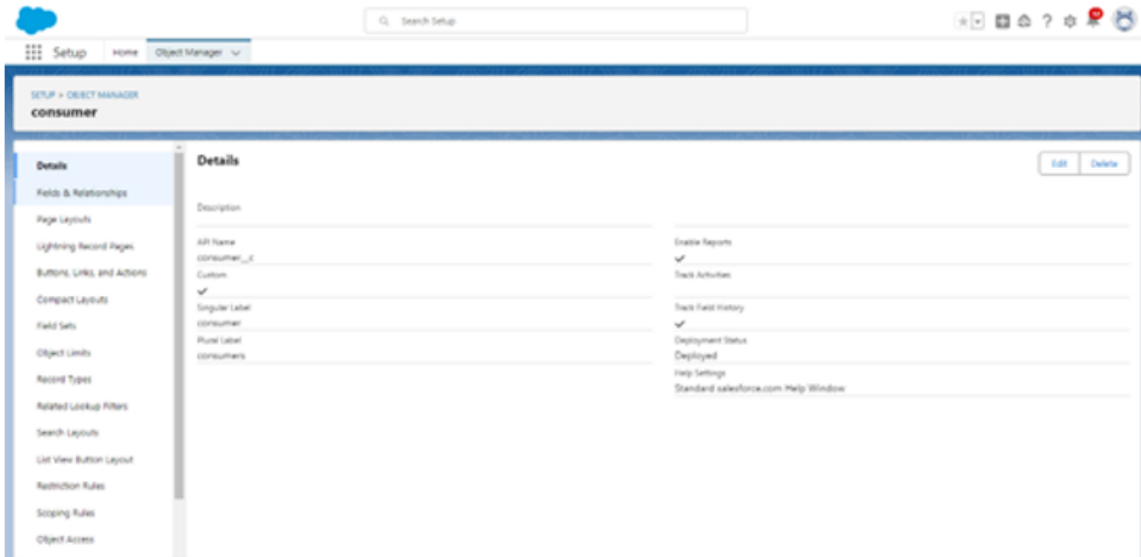 Search Setup
Setup Home Object Manager
SETUP > OBJECT MANAGER
consumer
Details
Fields & Relationships
Page Layouts
Lightning Record Pages
Buttons, Links, and Actions
Compact Layouts
Field Sets
Object Limits
Record Types
Related Lookup Filters
Search Layouts
List View Button Layout
Restriction Rules
Scoping Rules
Object Access
Details
Edit Delete
Description
API Name
consumer__c
Custom
Singular Label
consumer
Plural Label
consumers
Enable Reports
Track Activities
Track Field History
Deployment Status
Deployed
Help Settings
Standard salesforce.com Help Window